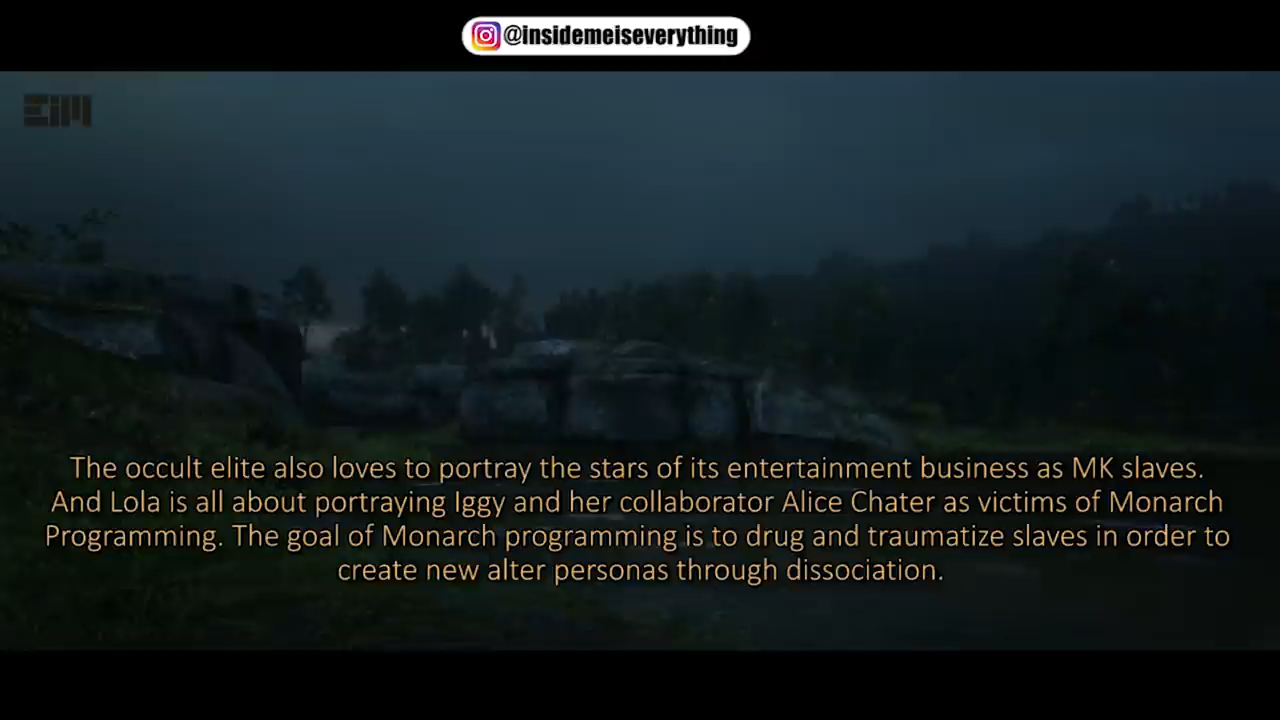 @insidemeiseverything
EIM
The occult elite also loves to portray the stars of its entertainment business as MK slaves.
And Lola is all about portraying Iggy and her collaborator Alice Chater as victims of Monarch
Programming. The goal of Monarch programming is to drug and traumatize slaves in order to
create new alter personas through dissociation.